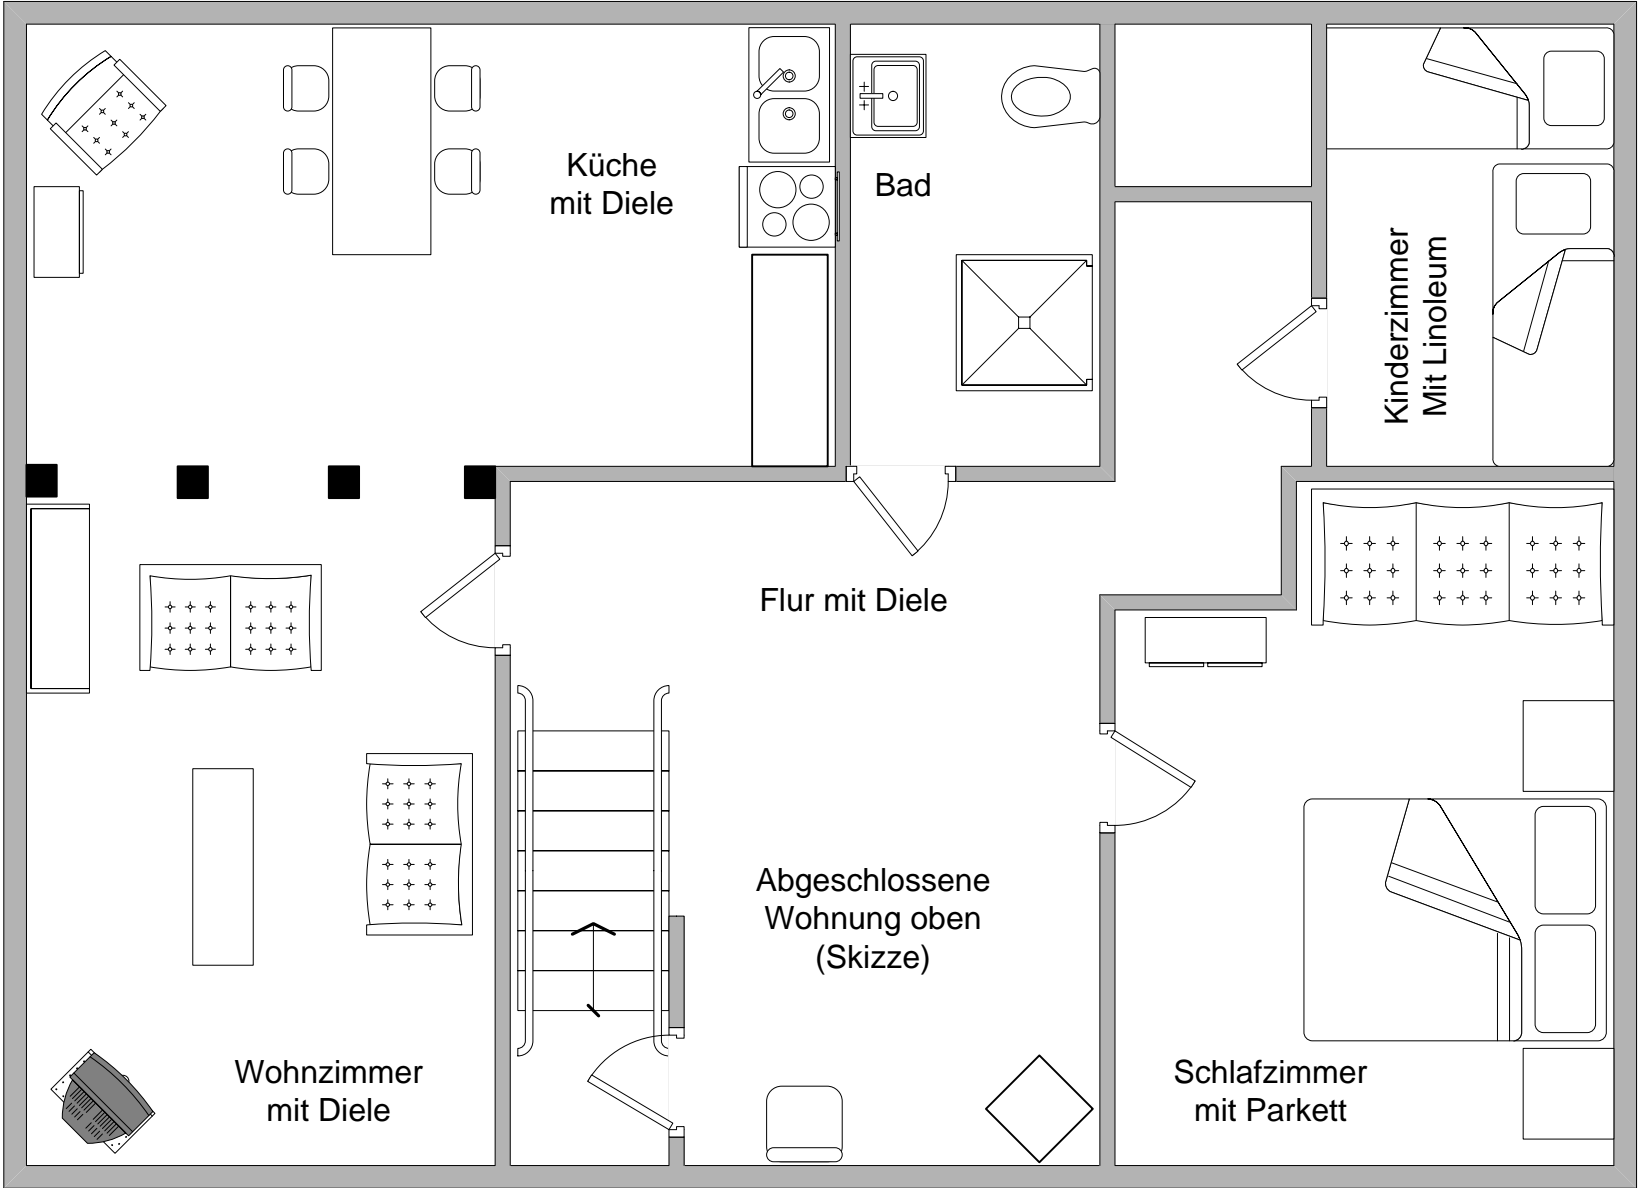 Küche
mit Diele
Bad
Kinderzimmer
Mit Linoleum
Flur mit Diele
Abgeschlossene
Wohnung oben
(Skizze)
Wohnzimmer
mit Diele
Schlafzimmer
mit Parkett